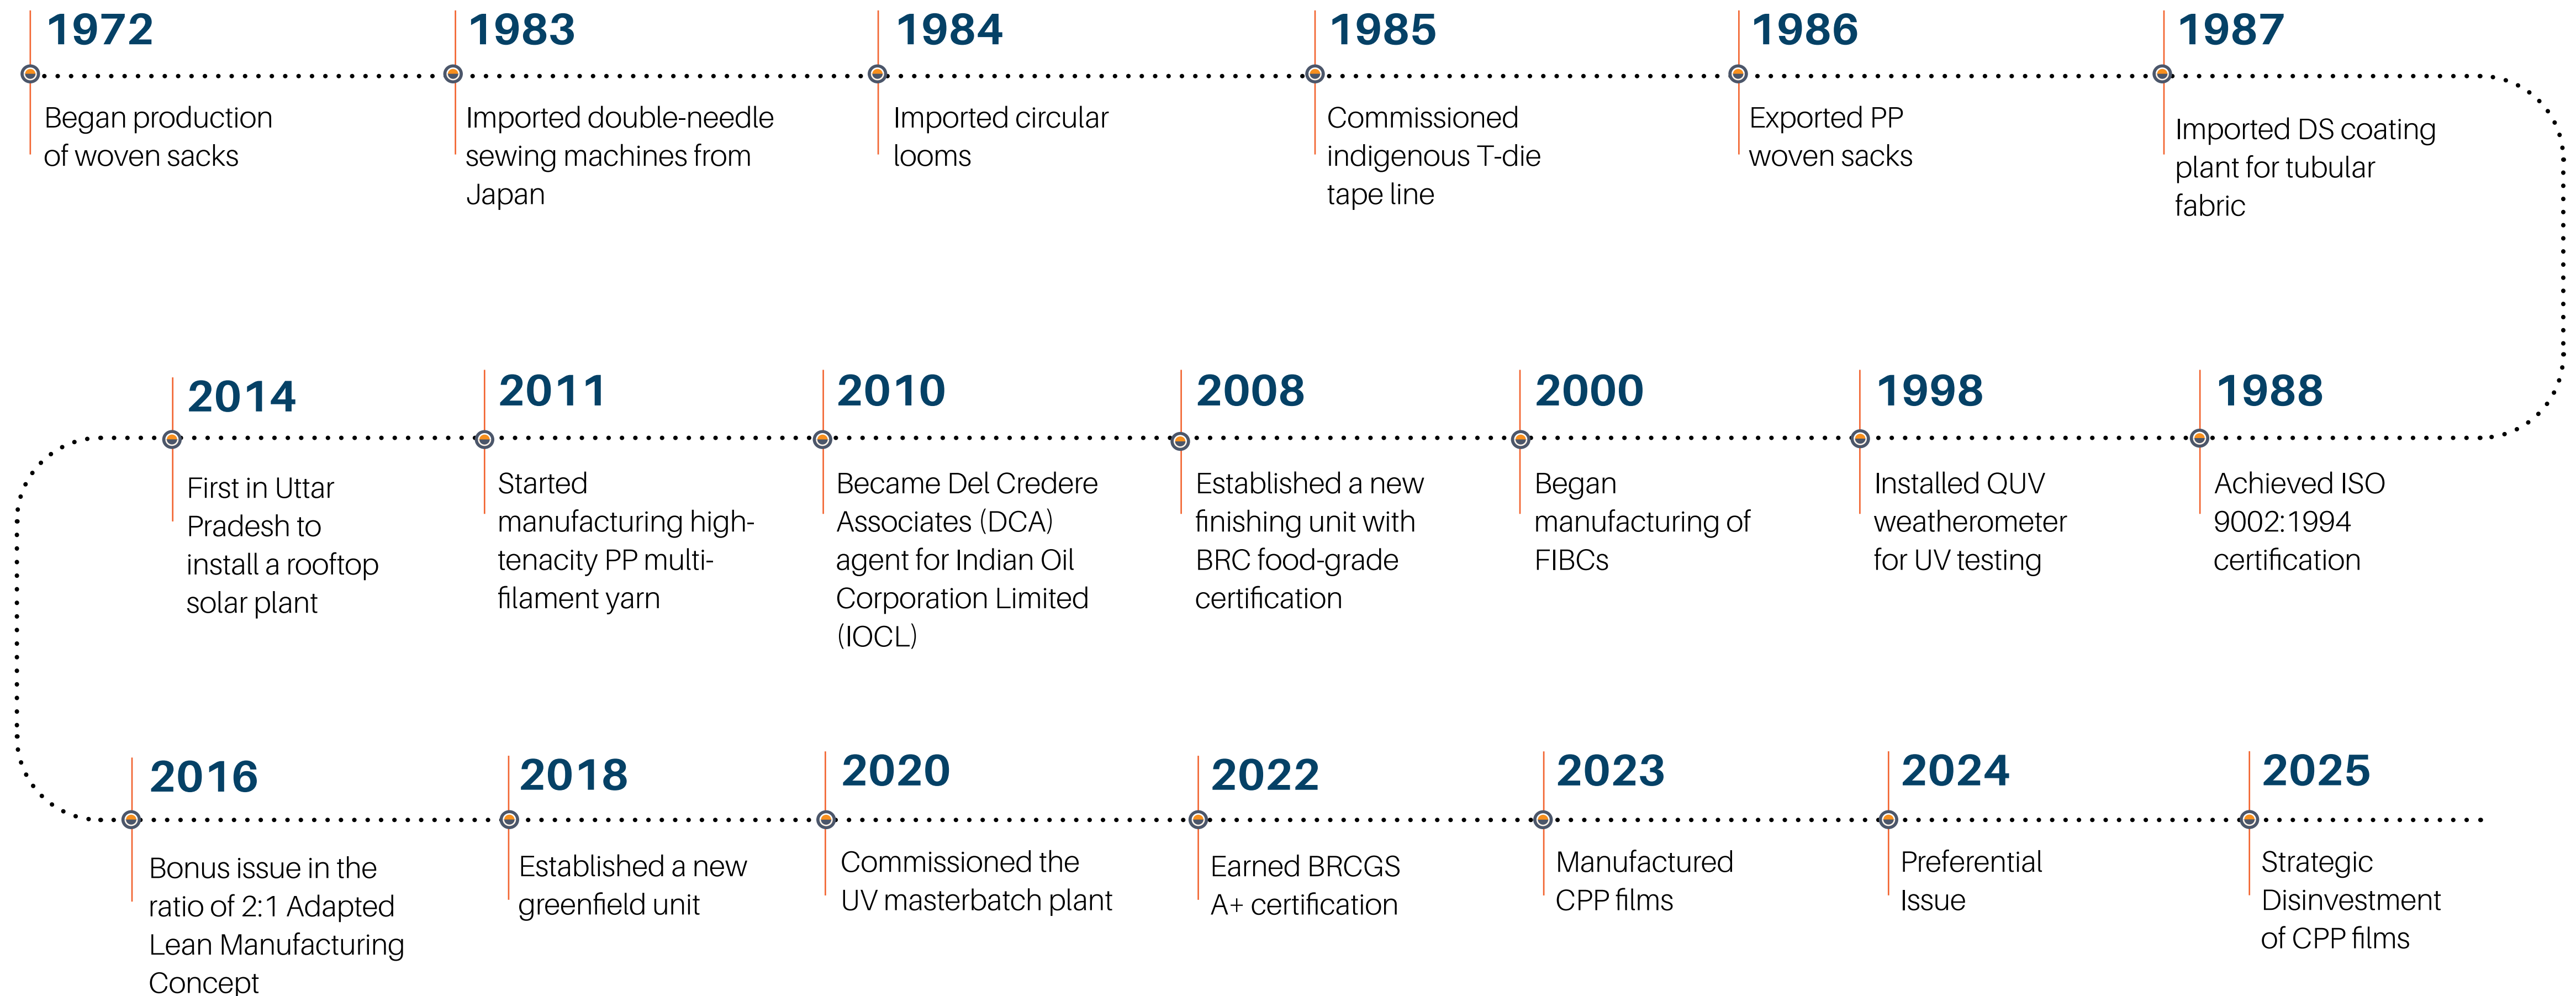 1972
Began production
of woven sacks
1983
Imported double-needle
sewing machines from
Japan
1984
Imported circular
looms
1985
Commissioned
indigenous T-die
tape line
1986
Exported PP
woven sacks
1987
Imported DS coating
plant for tubular
fabric
2014
First in Uttar
Pradesh to
install a rooftop
solar plant
2011
Started
manufacturing high-
tenacity PP multi-
filament yarn
2010
Became Del Credere
Associates (DCA)
agent for Indian Oil
Corporation Limited
(IOCL)
2008
Established a new
finishing unit with
BRC food-grade
certification
2000
Began
manufacturing of
FIBCs
1998
Installed QUV
weatherometer
for UV testing
1988
Achieved ISO
9002:1994
certification
2016
Bonus issue in the
ratio of 2:1 Adapted
Lean Manufacturing
Concept
2018
Established a new
greenfield unit
2020
Commissioned the
UV masterbatch plant
2022
Earned BRCGS
A+ certification
2023
Manufactured
CPP films
2024
Preferential
Issue
2025
Strategic
Disinvestment
of CPP films